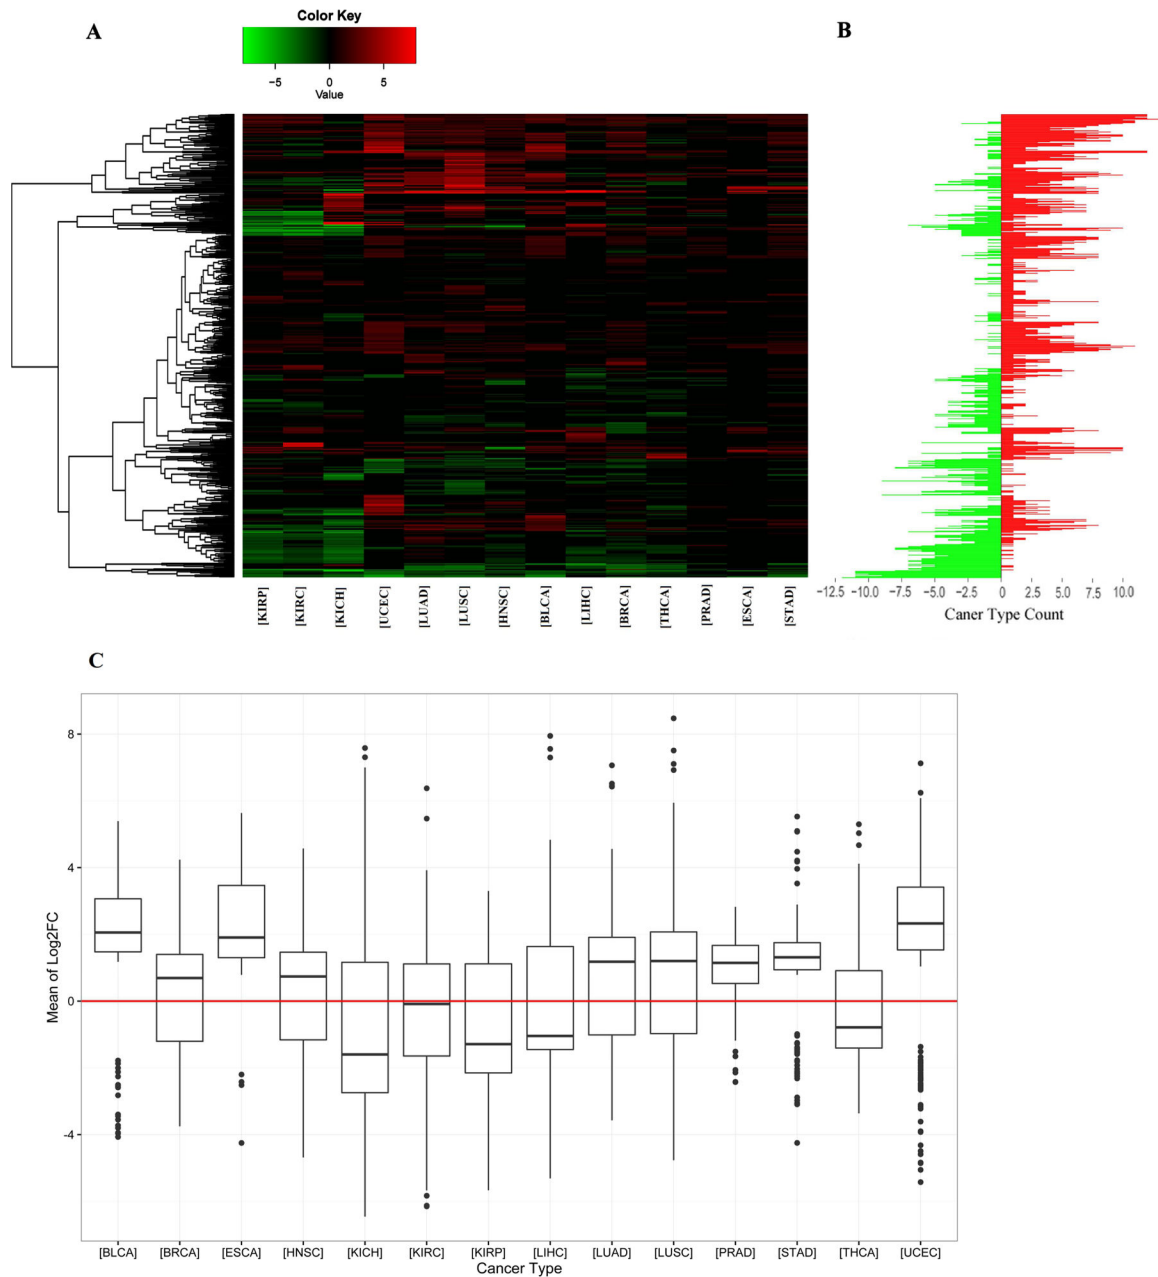 A
Color Key
−5
0
5
Value
B
[KIRP]
[KIRC]
[KICH]
[UCEC]
[LUAD]
[LUSC]
[HNSC]
[BLCA]
[LIHC]
[BRCA]
[THCA]
[PRAD]
[ESCA]
[STAD]
−12.5 −10.0 −7.5 −5.0 −2.5 0 2.5 5.0 7.5 10.0
Caner Type Count
C
Mean of Log2FC
8
4
0
-4
[BLCA] [BRCA] [ESCA] [HNSC] [KICH] [KIRC] [KIRP] [LIHC] [LUAD] [LUSC] [PRAD] [STAD] [THCA] [UCEC]
Cancer Type